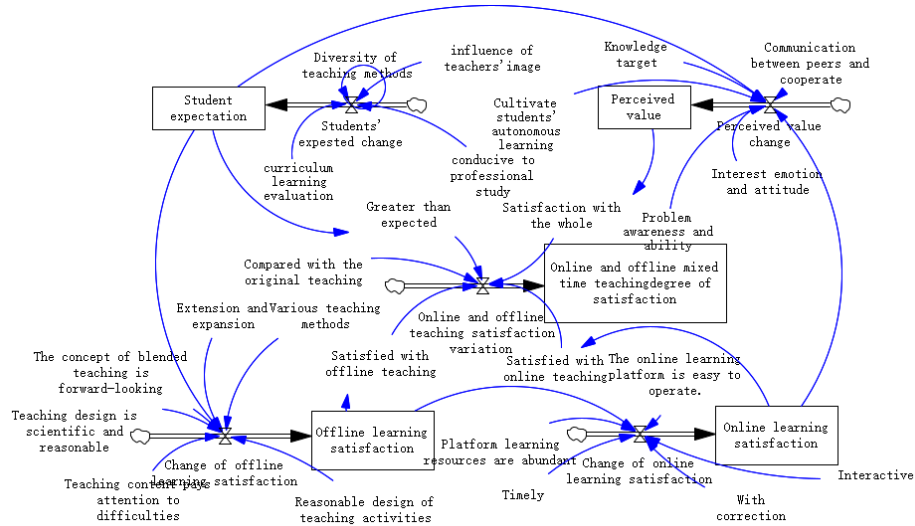 Diversity of
teaching methods
influence of
teachers'image
Knowledge
target
Communication
between peers and
cooperate
Student
expectation
Students'
expested change
Cultivate
students'
autonomous
learning
Perceived
value
Perceived value
change
curriculum
learning
evaluation
conducive to
professional
study
Interest emotion
and attitude
Greater than
expected
Satisfaction with
the whole
Problem
awareness and
ability
Compared with the
original teaching
Online and offline mixed
time teachingdegree of
satisfaction
Extension and
expansion
Various teaching
methods
Online and offline
teaching satisfaction
variation
The concept of blended
teaching is
forward-looking
Satisfied with
offline teaching
Satisfied with
online teaching
The online learning
platform is easy to
operate.
Teaching design is
scientific and
reasonable
Offline learning
satisfaction
Online learning
satisfaction
Change of offline
learning satisfaction
Platform learning
resources are abundant
Change of online
learning satisfaction
Interactive
Teaching content pays
attention to
difficulties
Reasonable design of
teaching activities
Timely
With
correction